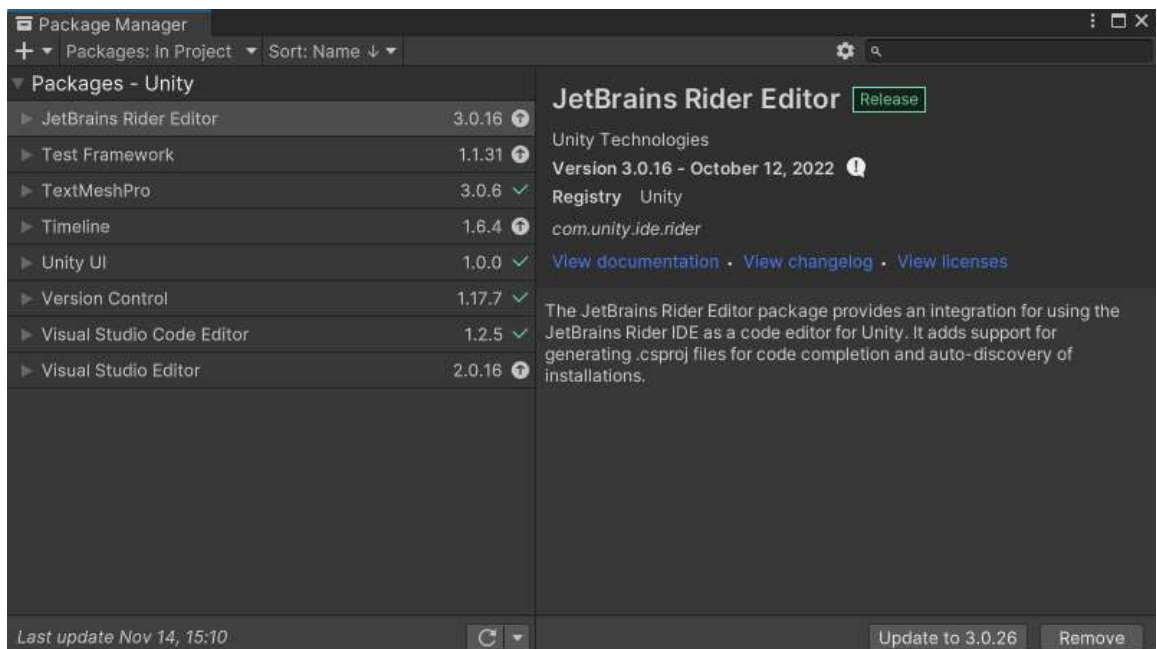 Package Manager
Packages: In Project Sort: Name ↓
Packages - Unity
JetBrains Rider Editor 3.0.16
Test Framework 1.1.31
TextMeshPro 3.0.6
Timeline 1.6.4
Unity UI 1.0.0
Version Control 1.17.7
Visual Studio Code Editor 1.2.5
Visual Studio Editor 2.0.16
Last update Nov 14, 15:10
JetBrains Rider Editor Release
Unity Technologies
Version 3.0.16 - October 12, 2022
Registry Unity
com.unity.ide.rider
View documentation • View changelog • View licenses
The JetBrains Rider Editor package provides an integration for using the
JetBrains Rider IDE as a code editor for Unity. It adds support for
generating .csproj files for code completion and auto-discovery of
installations.
Update to 3.0.26 Remove